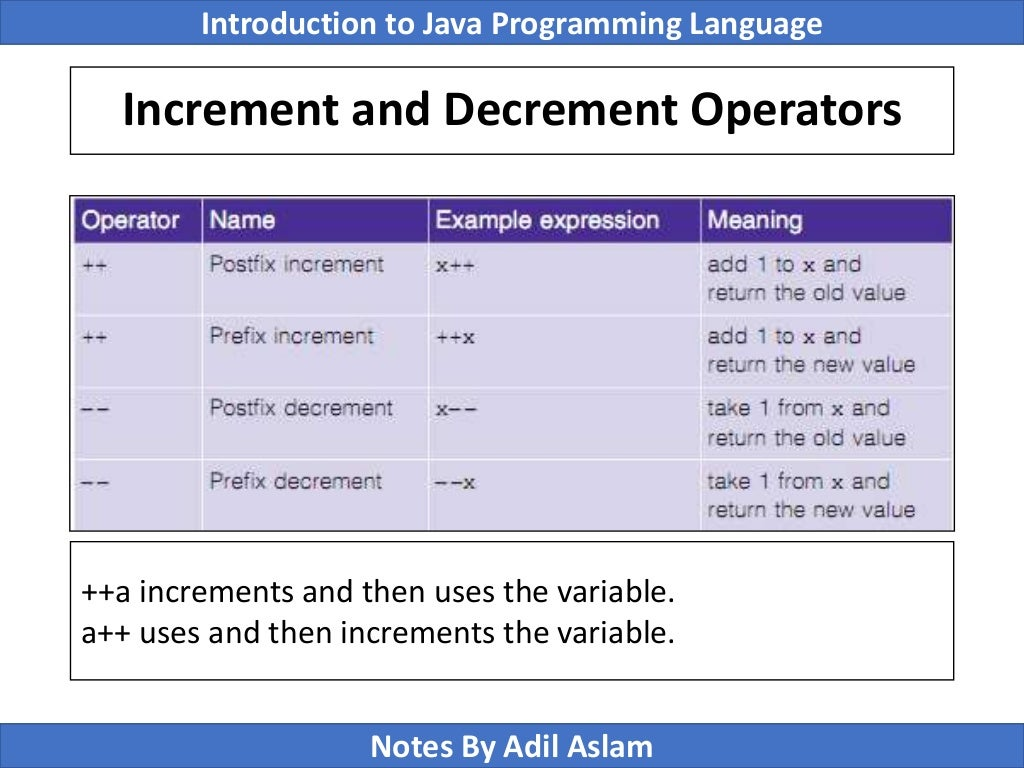 Introduction to Java Programming Language
Increment and Decrement Operators
Operator Name Example expression Meaning
++ Postfix increment x++ add 1 to x and
return the old value
++ Prefix increment ++x add 1 to x and
return the new value
-- Postfix decrement x-- take 1 from x and
return the old value
-- Prefix decrement --x take 1 from x and
return the new value
++a increments and then uses the variable.
a++ uses and then increments the variable.
Notes By Adil Aslam